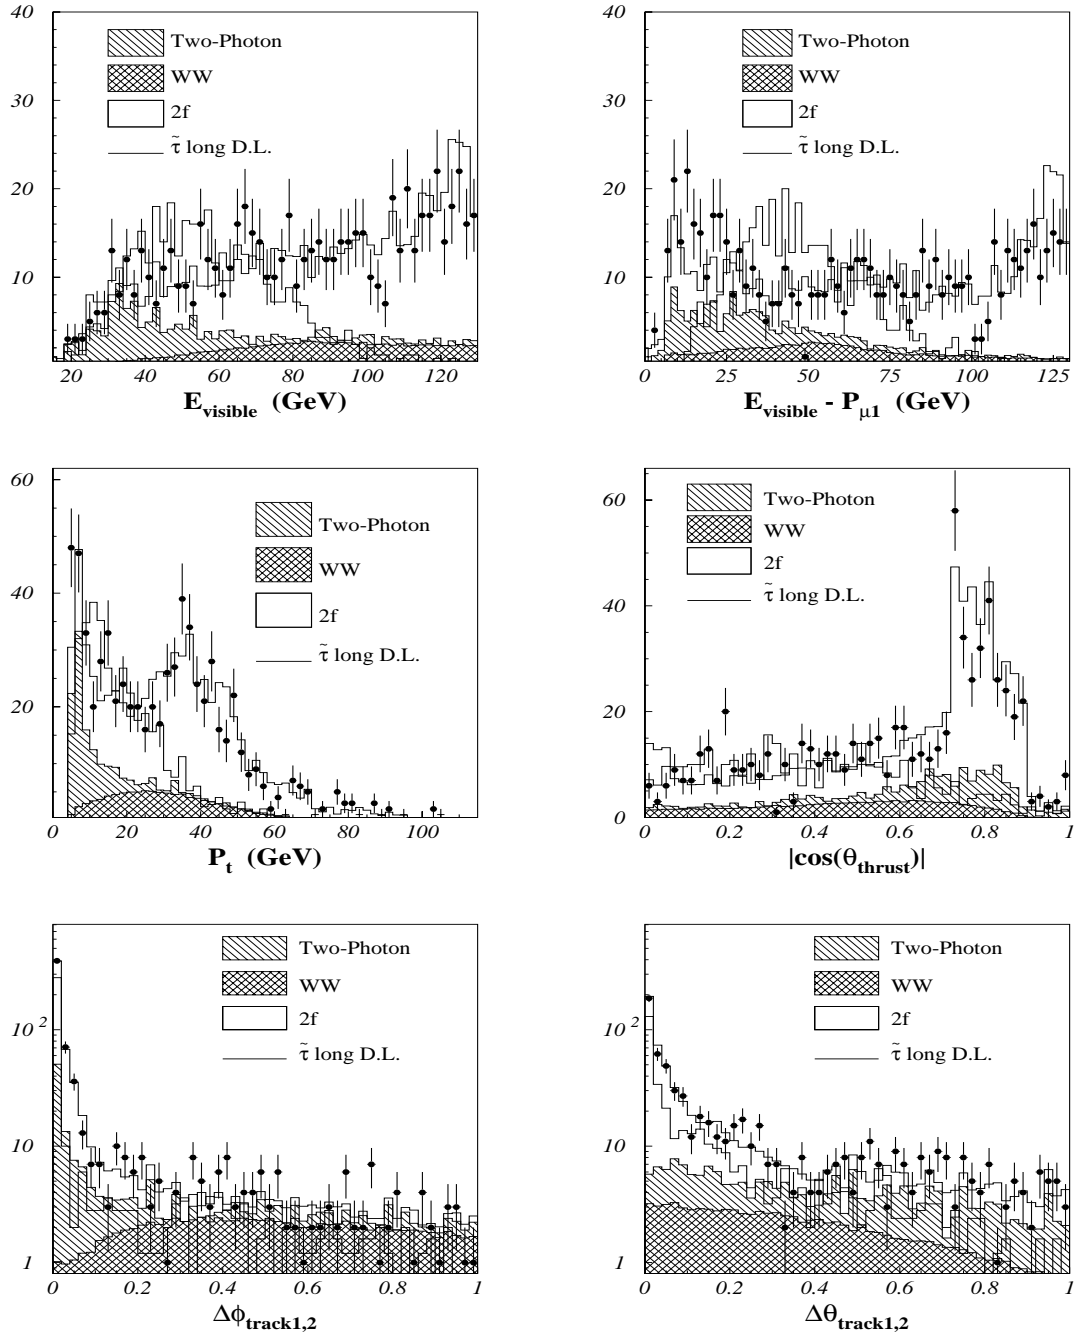 40
30
20
10
Two-Photon
WW
2f
τ̃ long D.L.
20 40 60 80 100 120
E_visible (GeV)
40
30
20
10
0
Two-Photon
WW
2f
τ̃ long D.L.
0 25 50 75 100 125
E_visible - P_μ1 (GeV)
60
40
20
0
Two-Photon
WW
2f
τ̃ long D.L.
0 20 40 60 80 100
P_t (GeV)
60
40
20
0
Two-Photon
WW
2f
τ̃ long D.L.
0 0.2 0.4 0.6 0.8 1
|cos(θ_thrust)|
10^2
10
1
Two-Photon
WW
2f
τ̃ long D.L.
0 0.2 0.4 0.6 0.8 1
Δϕ_track1,2
10^2
10
1
Two-Photon
WW
2f
τ̃ long D.L.
0 0.2 0.4 0.6 0.8 1
Δθ_track1,2